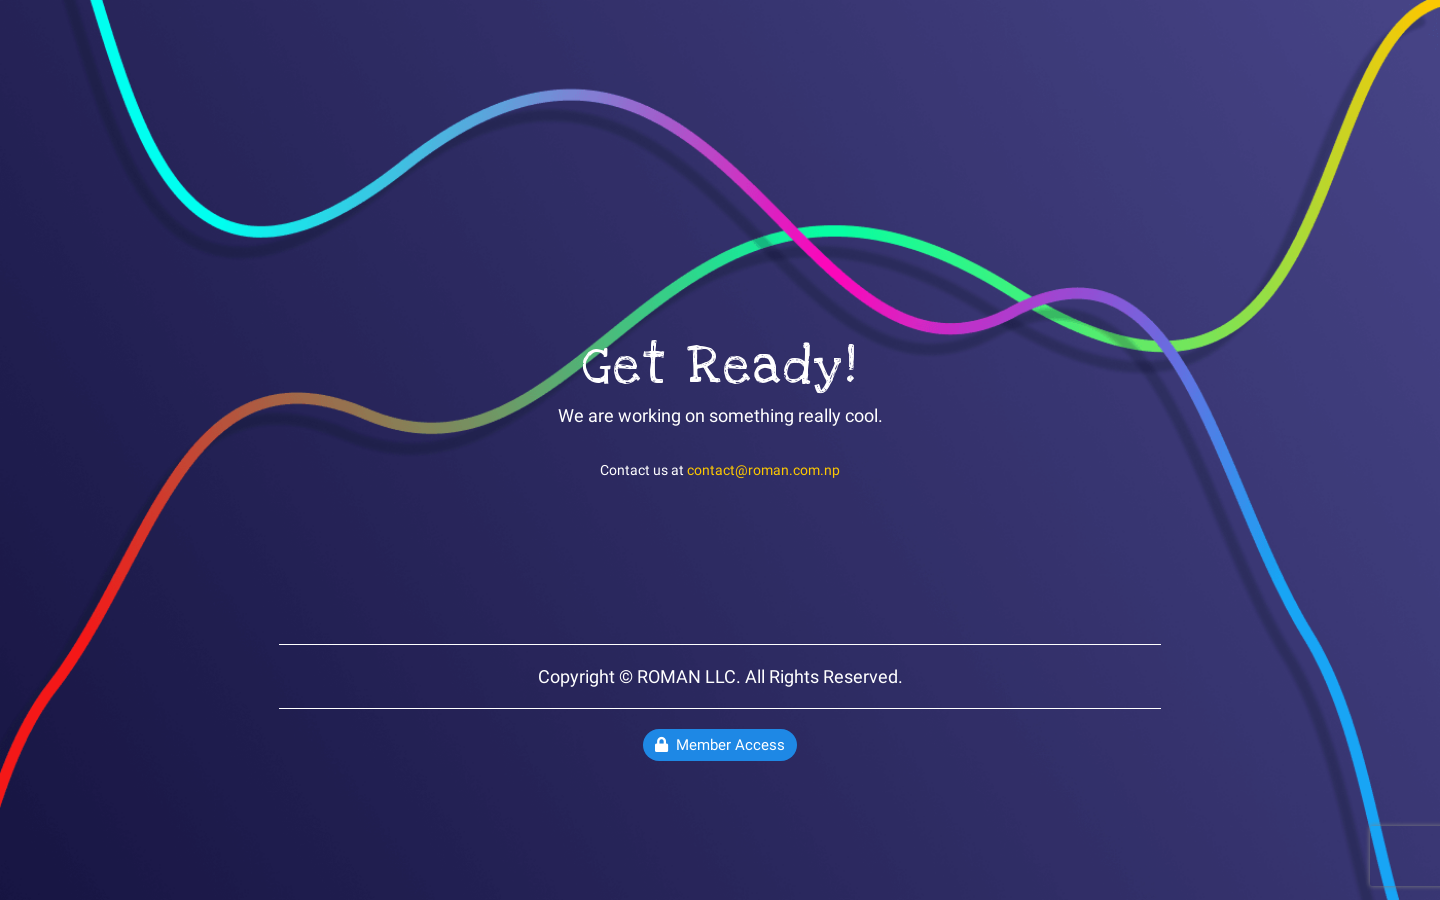 Get Ready!
We are working on something really cool.
Contact us at contact@roman.com.np
Copyright © ROMAN LLC. All Rights Reserved.
Member Access